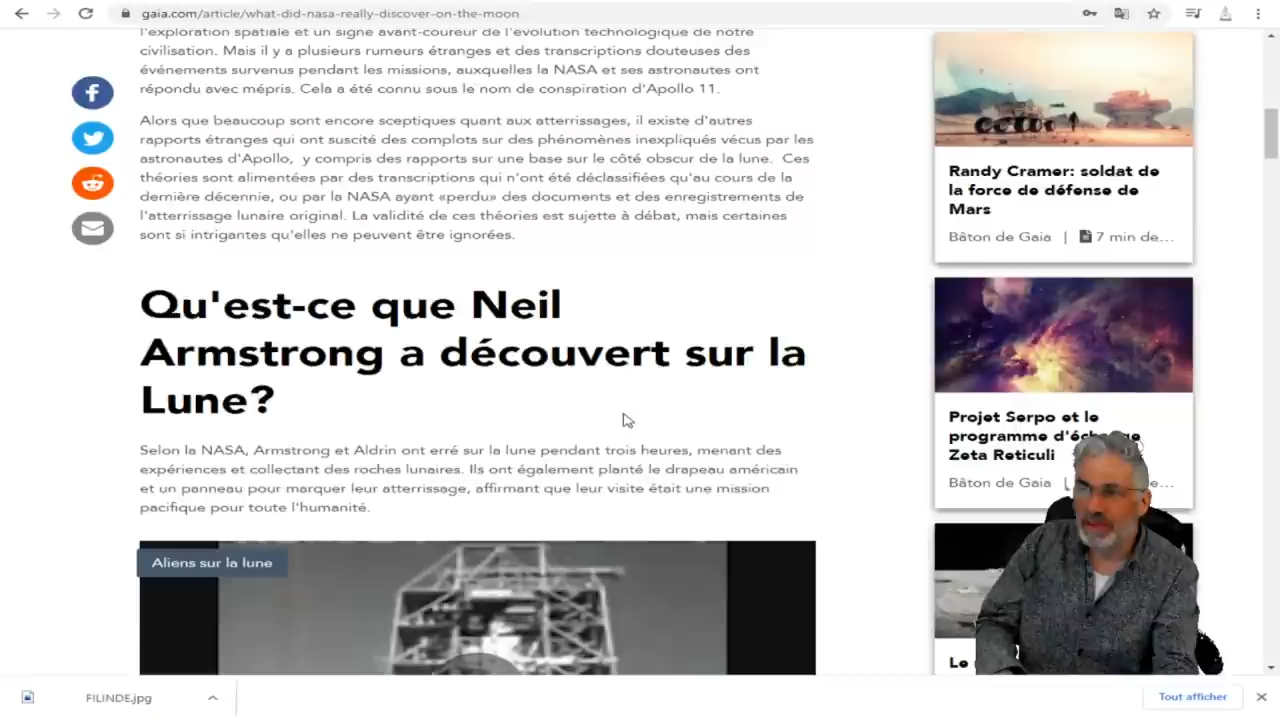 gaia.com/article/what-did-nasa-really-discover-on-the-moon
l'exploration spatiale et un signe avant-coureur de l'évolution technologique de notre
civilisation. Mais il y a plusieurs rumeurs étranges et des transcriptions douteuses des
événements survenus pendant les missions, auxquelles la NASA et ses astronautes ont
répondu avec mépris. Cela a été connu sous le nom de conspiration d'Apollo 11.
Alors que beaucoup sont encore sceptiques quant aux atterrissages, il existe d'autres
rapports étranges qui ont suscité des complots sur des phénomènes inexpliqués vécus par les
astronautes d'Apollo, y compris des rapports sur une base sur le côté obscur de la lune. Ces
théories sont alimentées par des transcriptions qui n'ont été déclassifiées qu'au cours de la
dernière décennie, ou par la NASA ayant «perdu» des documents et des enregistrements de
l'atterrissage lunaire original. La validité de ces théories est sujette à débat, mais certaines
sont si intrigantes qu'elles ne peuvent être ignorées.
Qu'est-ce que Neil
Armstrong a découvert sur la
Lune?
Selon la NASA, Armstrong et Aldrin ont erré sur la lune pendant trois heures, menant des
expériences et collectant des roches lunaires. Ils ont également planté le drapeau américain
et un panneau pour marquer leur atterrissage, affirmant que leur visite était une mission
pacifique pour toute l'humanité.
Aliens sur la lune
Randy Cramer: soldat de
la force de défense de
Mars
Bâton de Gaia | 7 min de...
Projet Serpo et le
programme d'échange
Zeta Reticuli
Bâton de Gaia
Le
FILINDE.jpg
Tout afficher